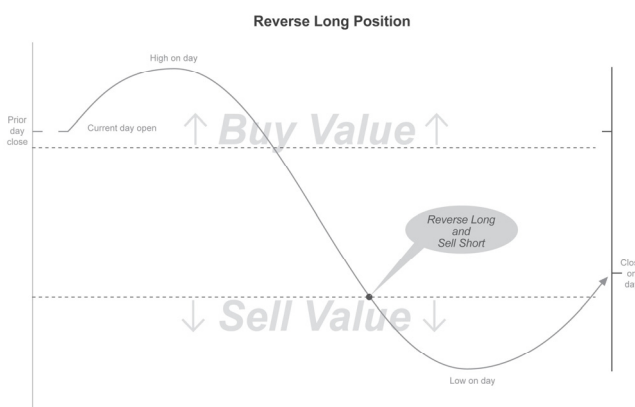 Reverse Long Position
High on day
Prior
day
close
Current day open
↑ Buy Value ↑
Reverse Long
and
Sell Short
↓ Sell Value ↓
Low on day